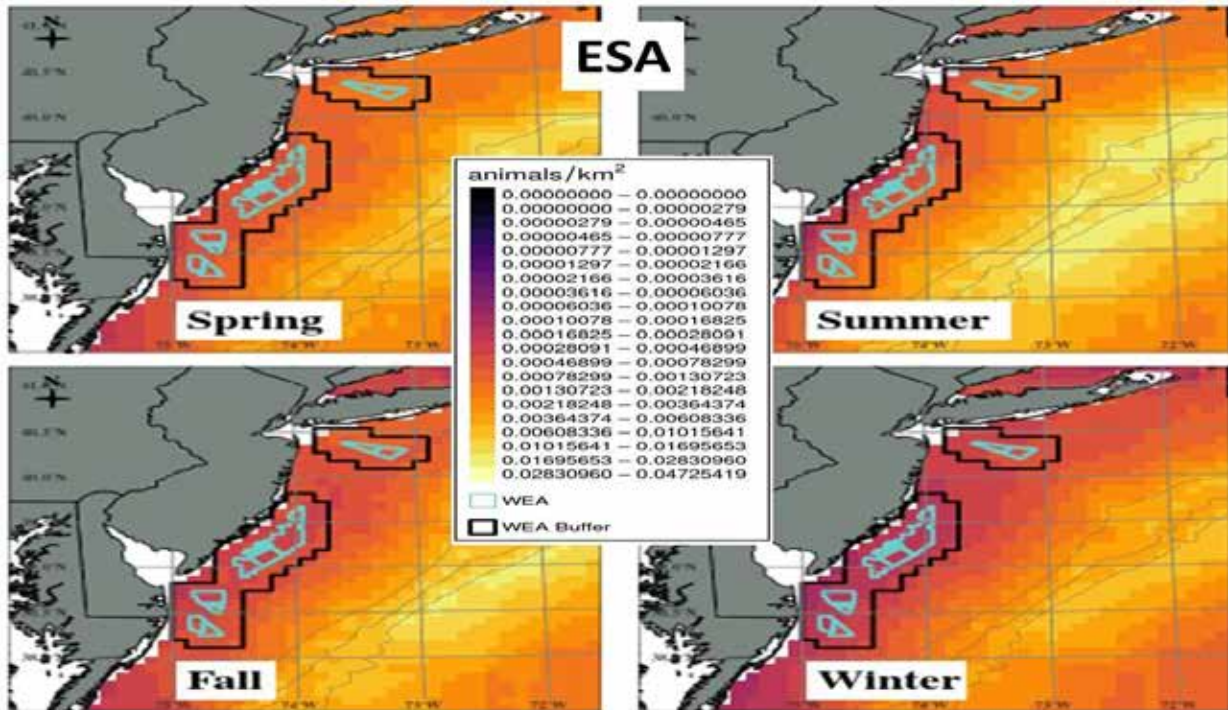 ESA
N
N
73°W
74°W
73°W
72°W
Spring
Summer
animals/km²
0.00000000 – 0.00000000
0.00000000 – 0.00000279
0.00000279 – 0.00000465
0.00000465 – 0.00000777
0.00000777 – 0.00001297
0.00001297 – 0.00002166
0.00002166 – 0.00003616
0.00003616 – 0.00006036
0.00006036 – 0.00010078
0.00010078 – 0.00016825
0.00016825 – 0.00028091
0.00028091 – 0.00046899
0.00046899 – 0.00078299
0.00078299 – 0.00130723
0.00130723 – 0.00218248
0.00218248 – 0.00364374
0.00364374 – 0.00608336
0.00608336 – 0.01015641
0.01015641 – 0.01695653
0.01695653 – 0.02830960
0.02830960 – 0.04725419
WEA
WEA Buffer
N
N
Fall
Winter
74°W
72°W
74°W
73°W
72°W